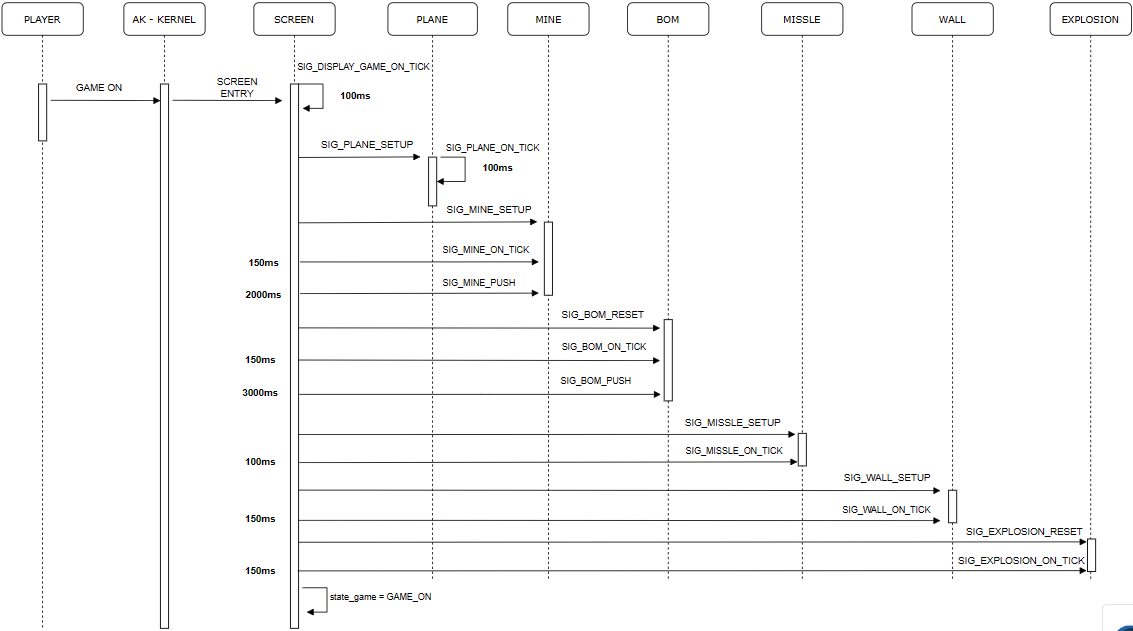 PLAYER
AK - KERNEL
SCREEN
PLANE
MINE
BOM
MISSLE
WALL
EXPLOSION
SIG_DISPLAY_GAME_ON_TICK
GAME ON
SCREEN
ENTRY
100ms
SIG_PLANE_SETUP
SIG_PLANE_ON_TICK
100ms
SIG_MINE_SETUP
SIG_MINE_ON_TICK
150ms
SIG_MINE_PUSH
2000ms
SIG_BOM_RESET
SIG_BOM_ON_TICK
150ms
SIG_BOM_PUSH
3000ms
SIG_MISSLE_SETUP
SIG_MISSLE_ON_TICK
100ms
SIG_WALL_SETUP
SIG_WALL_ON_TICK
150ms
SIG_EXPLOSION_RESET
SIG_EXPLOSION_ON_TICK
150ms
state_game = GAME_ON